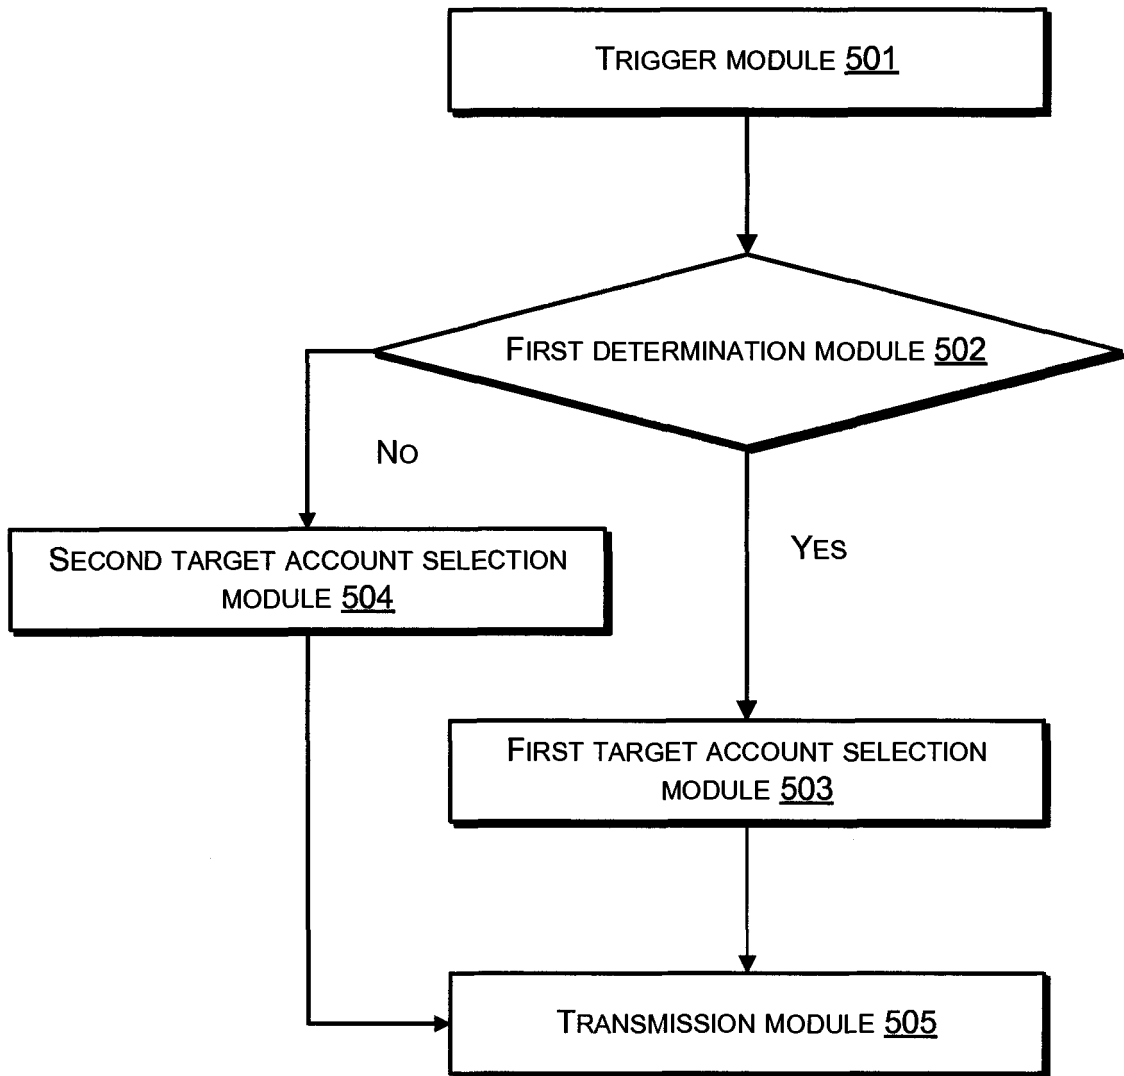 TRIGGER MODULE 501
FIRST DETERMINATION MODULE 502
NO
YES
SECOND TARGET ACCOUNT SELECTION
MODULE 504
FIRST TARGET ACCOUNT SELECTION
MODULE 503
TRANSMISSION MODULE 505